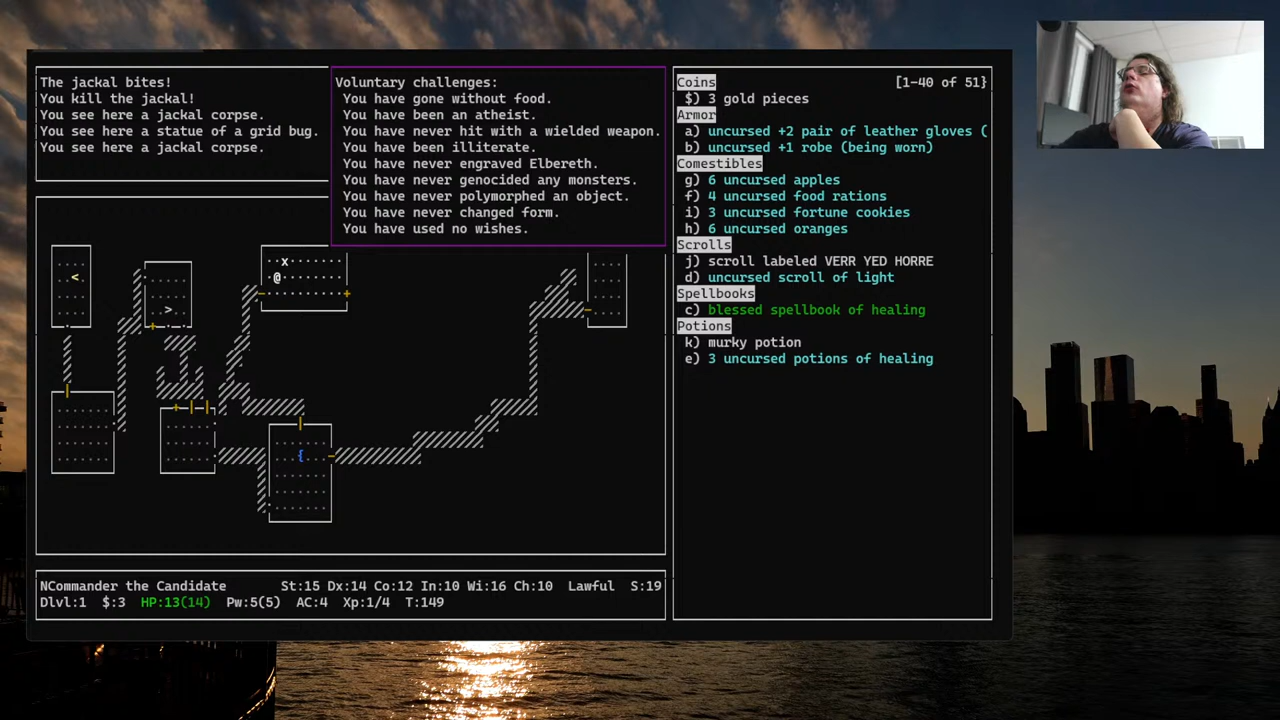 The jackal bites!
You kill the jackal!
You see here a jackal corpse.
You see here a statue of a grid bug.
You see here a jackal corpse.
Voluntary challenges:
You have gone without food.
You have been an atheist.
You have never hit with a wielded weapon.
You have been illiterate.
You have never engraved Elbereth.
You have never genocided any monsters.
You have never polymorphed an object.
You have never changed form.
You have used no wishes.
Coins [1-40 of 51}
$) 3 gold pieces
Armor
a) uncursed +2 pair of leather gloves (
b) uncursed +1 robe (being worn)
Comestibles
g) 6 uncursed apples
f) 4 uncursed food rations
i) 3 uncursed fortune cookies
h) 6 uncursed oranges
Scrolls
j) scroll labeled VERR YED HORRE
d) uncursed scroll of light
Spellbooks
c) blessed spellbook of healing
Potions
k) murky potion
e) 3 uncursed potions of healing
NCommander the Candidate St:15 Dx:14 Co:12 In:10 Wi:16 Ch:10 Lawful S:19
Dlvl:1 $:3 HP:13(14) Pw:5(5) AC:4 Xp:1/4 T:149